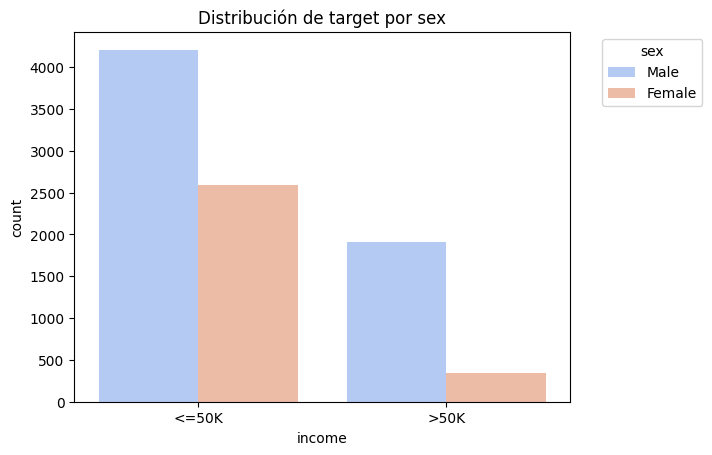 Distribución de target por sex
sex
Male
Female
count
4000
3500
3000
2500
2000
1500
1000
500
0
<=50K
>50K
income